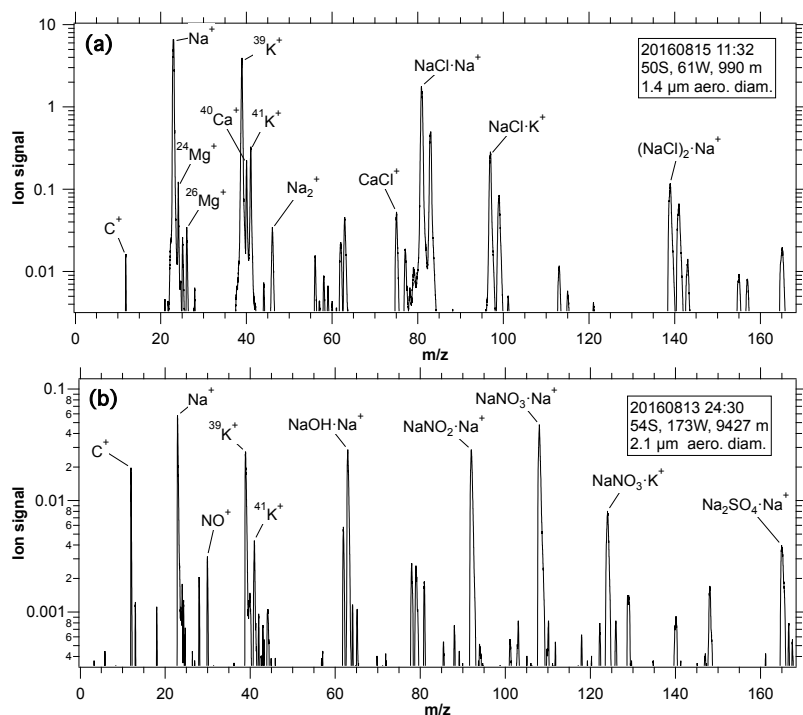 (a)
20160815 11:32
50S, 61W, 990 m
1.4 µm aero. diam.
Na⁺
³⁹K⁺
⁴⁰Ca⁺
⁴¹K⁺
²⁴Mg⁺
²⁶Mg⁺
C⁺
Na₂⁺
CaCl⁺
NaCl·Na⁺
NaCl·K⁺
(NaCl)₂·Na⁺
Ion signal
10
1
0.1
0.01
0 20 40 60 80 100 120 140 160
m/z
(b)
20160813 24:30
54S, 173W, 9427 m
2.1 µm aero. diam.
C⁺
Na⁺
NO⁺
³⁹K⁺
⁴¹K⁺
NaOH·Na⁺
NaNO₂·Na⁺
NaNO₃·Na⁺
NaNO₃·K⁺
Na₂SO₄·Na⁺
Ion signal
0.1
8
6
4
2
0.01
8
6
4
2
0.001
8
6
4
0 20 40 60 80 100 120 140 160
m/z